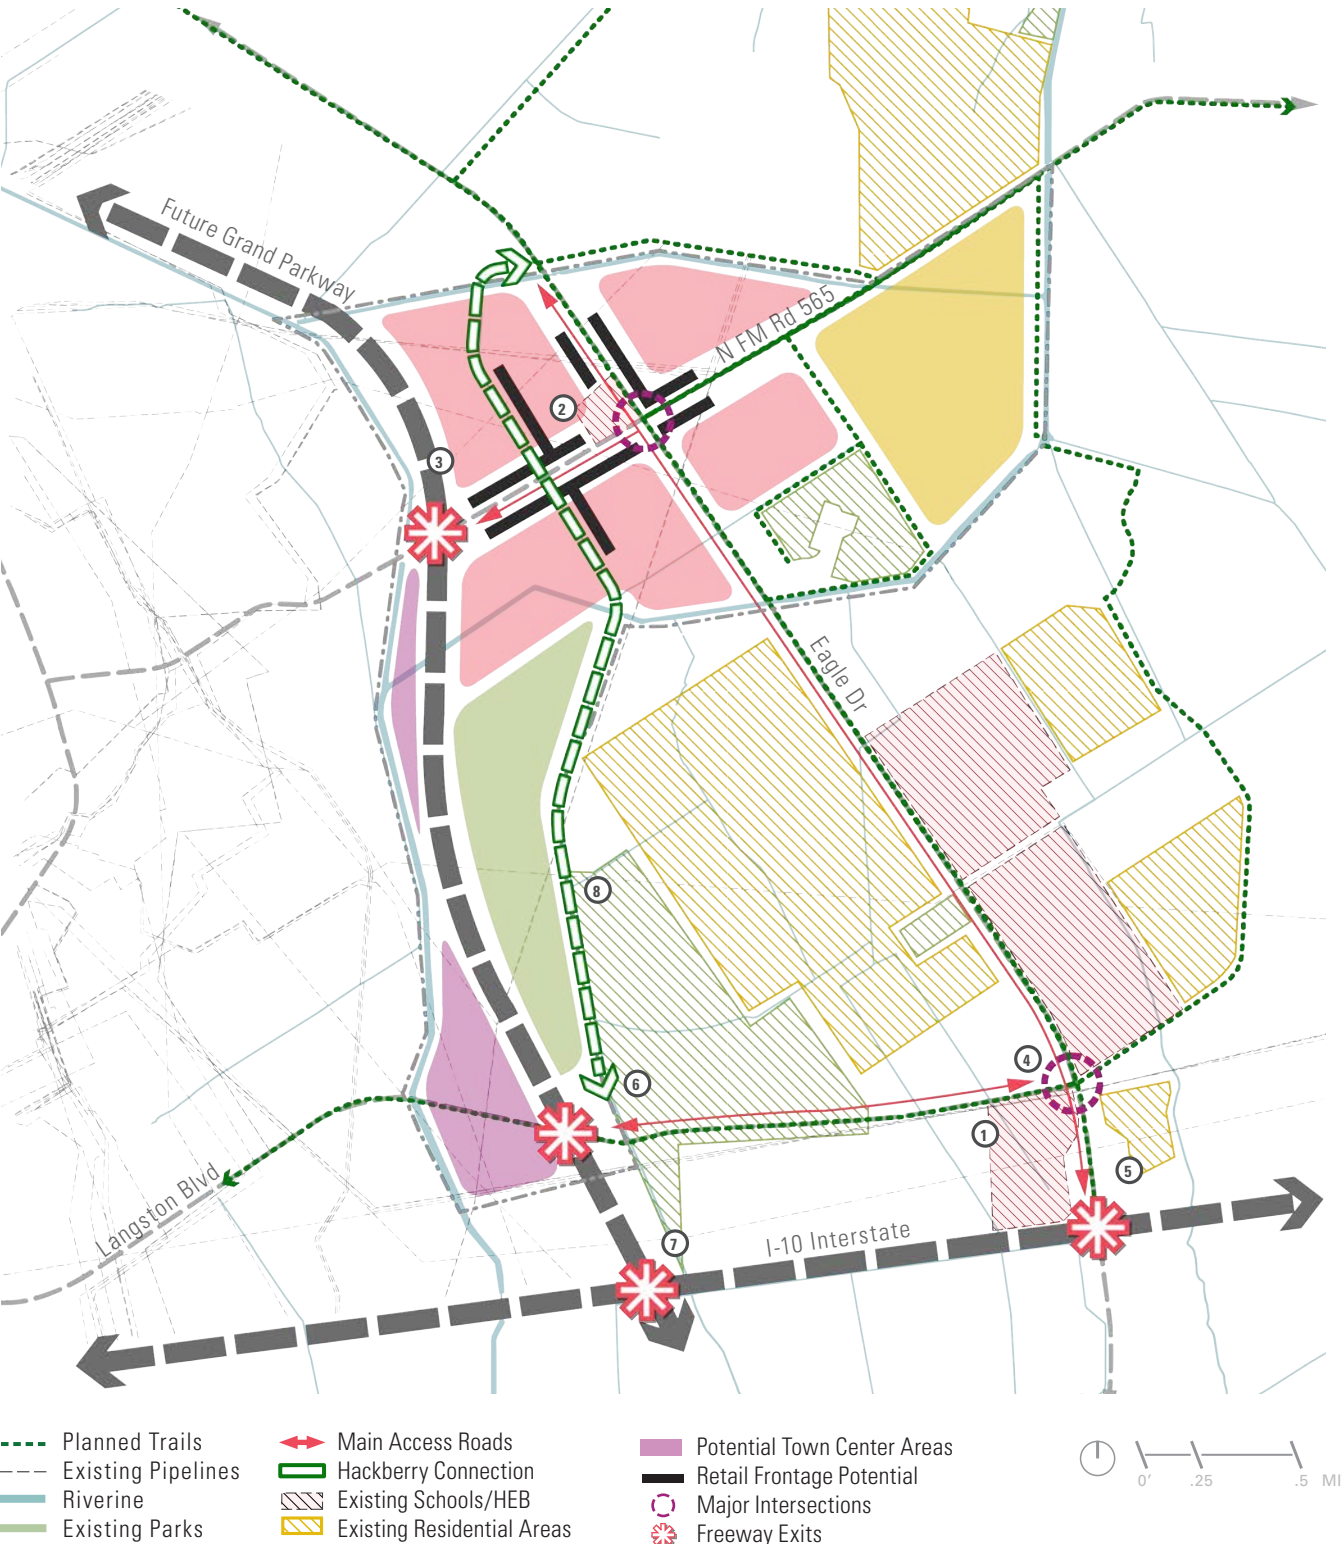 Future Grand Parkway
N FM Rd 565
2
3
Eagle Dr
8
4
6
1
5
Langston Blvd
7
I-10 Interstate
Planned Trails
Existing Pipelines
Riverine
Existing Parks
Main Access Roads
Hackberry Connection
Existing Schools/HEB
Existing Residential Areas
Potential Town Center Areas
Retail Frontage Potential
Major Intersections
Freeway Exits
0' .25 .5 MI